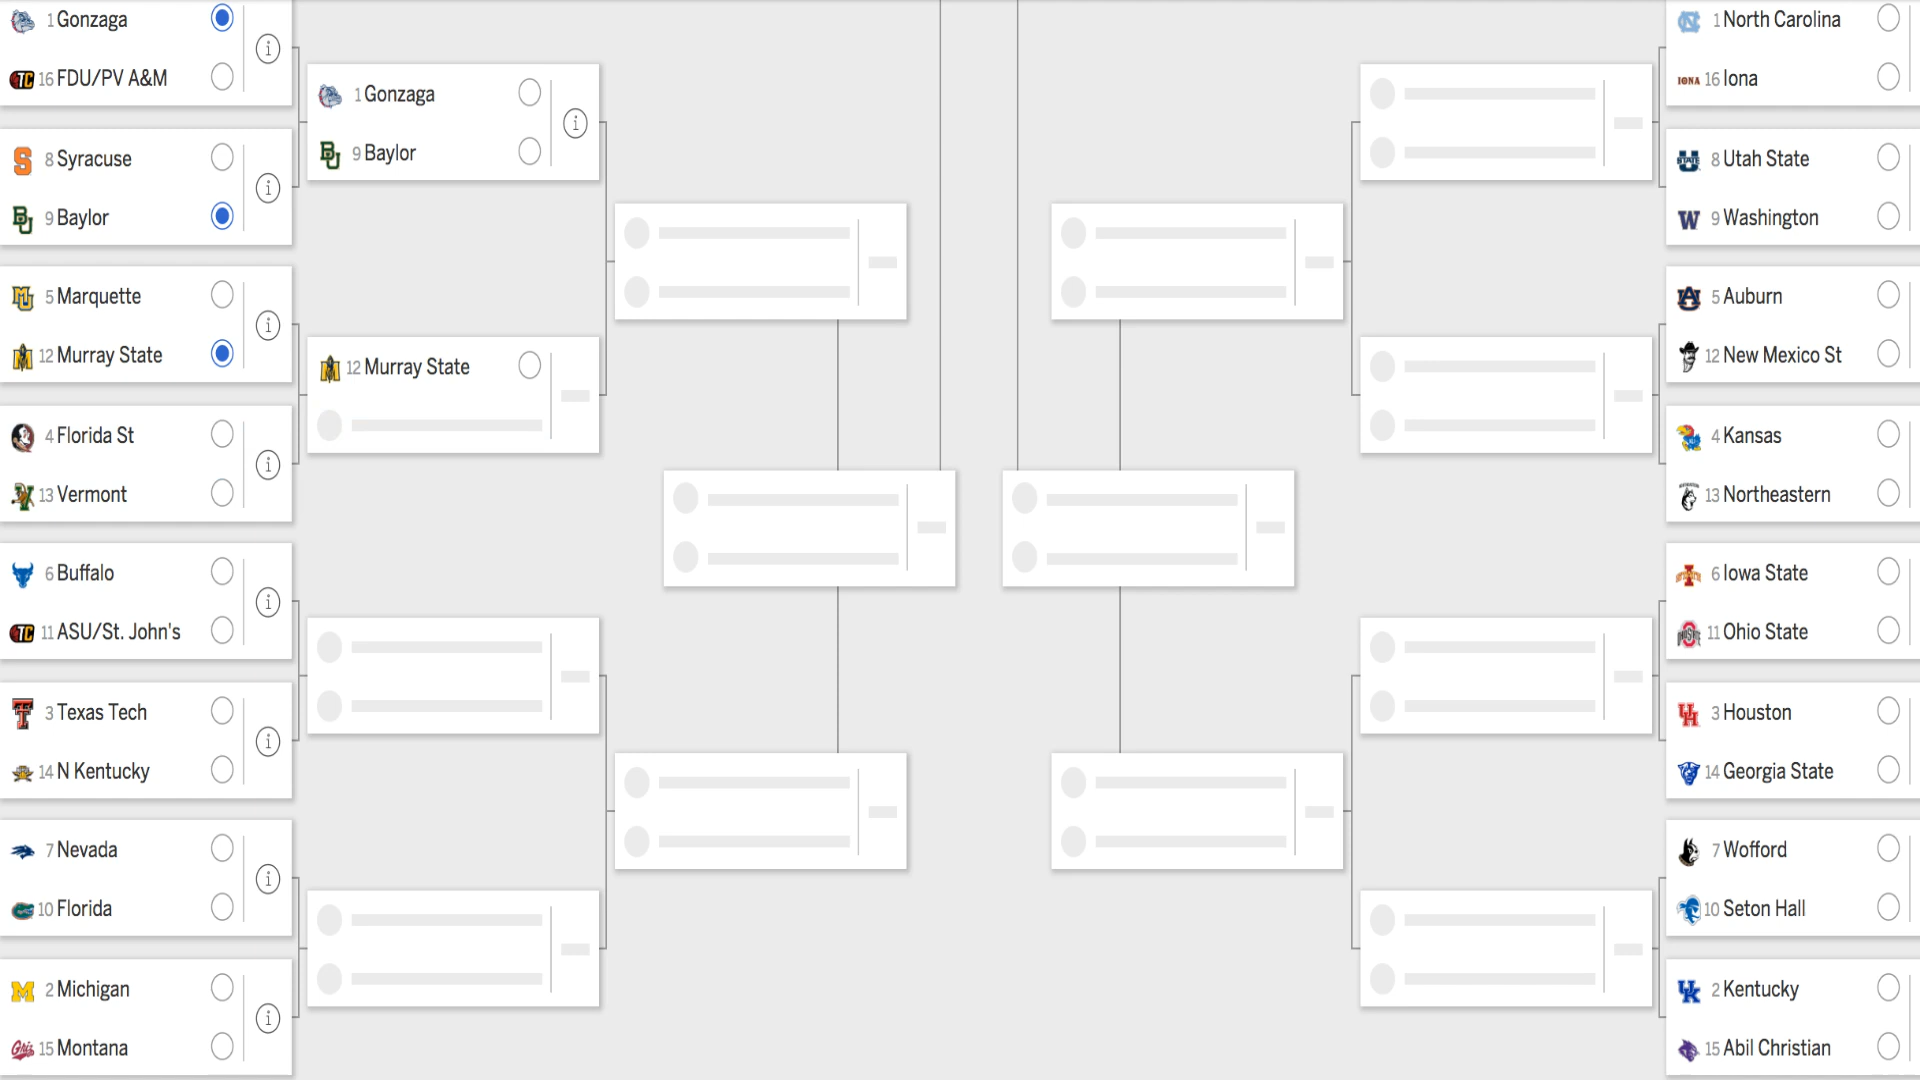 1 Gonzaga
16 FDU/PV A&M
8 Syracuse
9 Baylor
5 Marquette
12 Murray State
4 Florida St
13 Vermont
6 Buffalo
11 ASU/St. John's
3 Texas Tech
14 N Kentucky
7 Nevada
10 Florida
2 Michigan
15 Montana
1 Gonzaga
9 Baylor
12 Murray State
1 North Carolina
IONA 16 Iona
8 Utah State
9 Washington
5 Auburn
12 New Mexico St
4 Kansas
13 Northeastern
6 Iowa State
11 Ohio State
3 Houston
14 Georgia State
7 Wofford
10 Seton Hall
2 Kentucky
15 Abil Christian